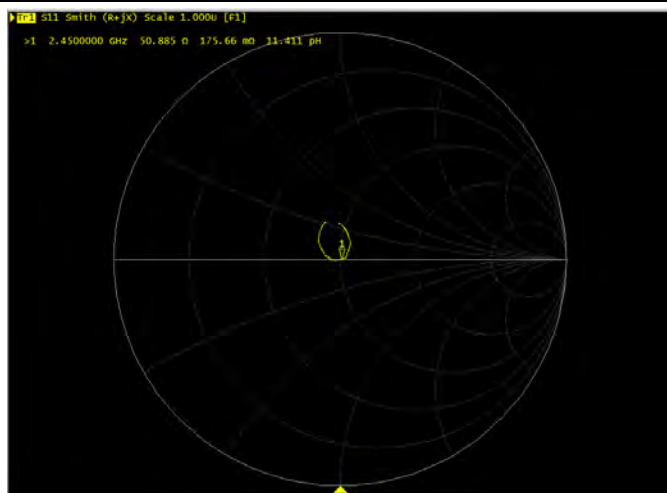 Tr1 S11 Smith (R+jX) Scale 1.000U [F1]
>1 2.4500000 GHz 50.885 Ω 175.66 mΩ 11.411 pH
1